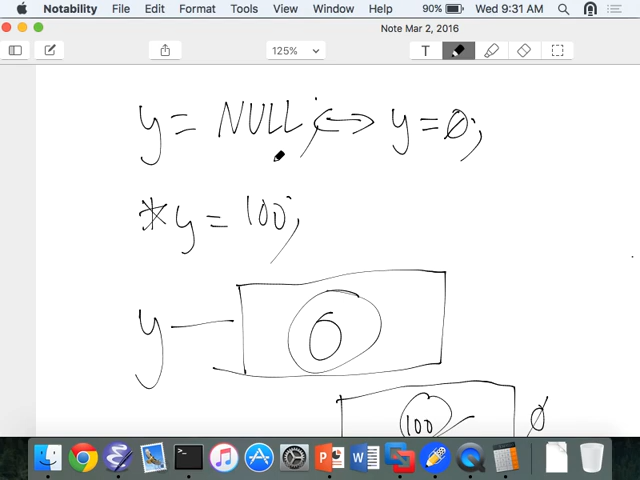 Notability File Edit Format Tools View Window Help 90% Wed 9:31 AM
Note Mar 2, 2016
125% T
y = NULL; <-> y = 0;
*y = 100;
y 0
100 0